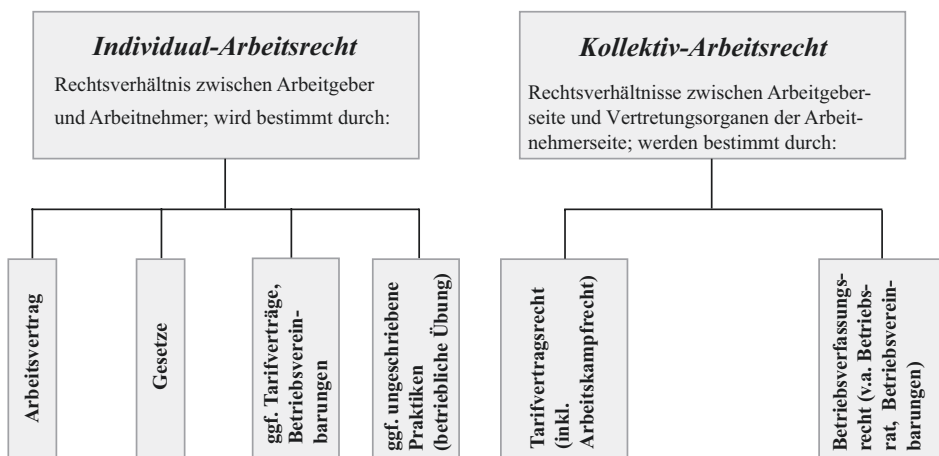 Individual-Arbeitsrecht
Rechtsverhältnis zwischen Arbeitgeber
und Arbeitnehmer; wird bestimmt durch:
Kollektiv-Arbeitsrecht
Rechtsverhältnisse zwischen Arbeitgeber-
seite und Vertretungsorganen der Arbeit-
nehmerseite; werden bestimmt durch:
Arbeitsvertrag
Gesetze
ggf. Tarifverträge,
Betriebsverein-
barungen
ggf. ungeschriebene
Praktiken
(betriebliche Übung)
Tarifvertragsrecht
(inkl.
Arbeitskampfrecht)
Betriebsverfassungs-
recht (v.a. Betriebs-
rat, Betriebsverein-
barungen)